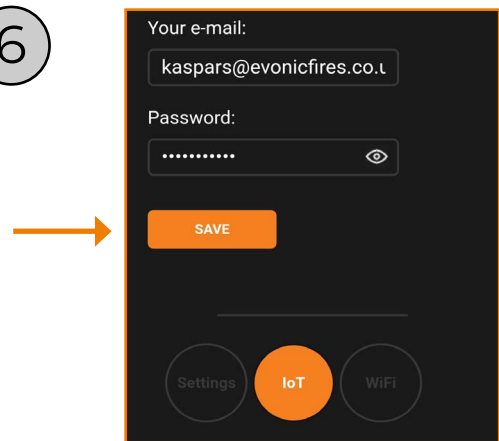 6
Your e-mail:
kaspars@evonicfires.co.u
Password:
•••••••••••
SAVE
Settings IoT WiFi